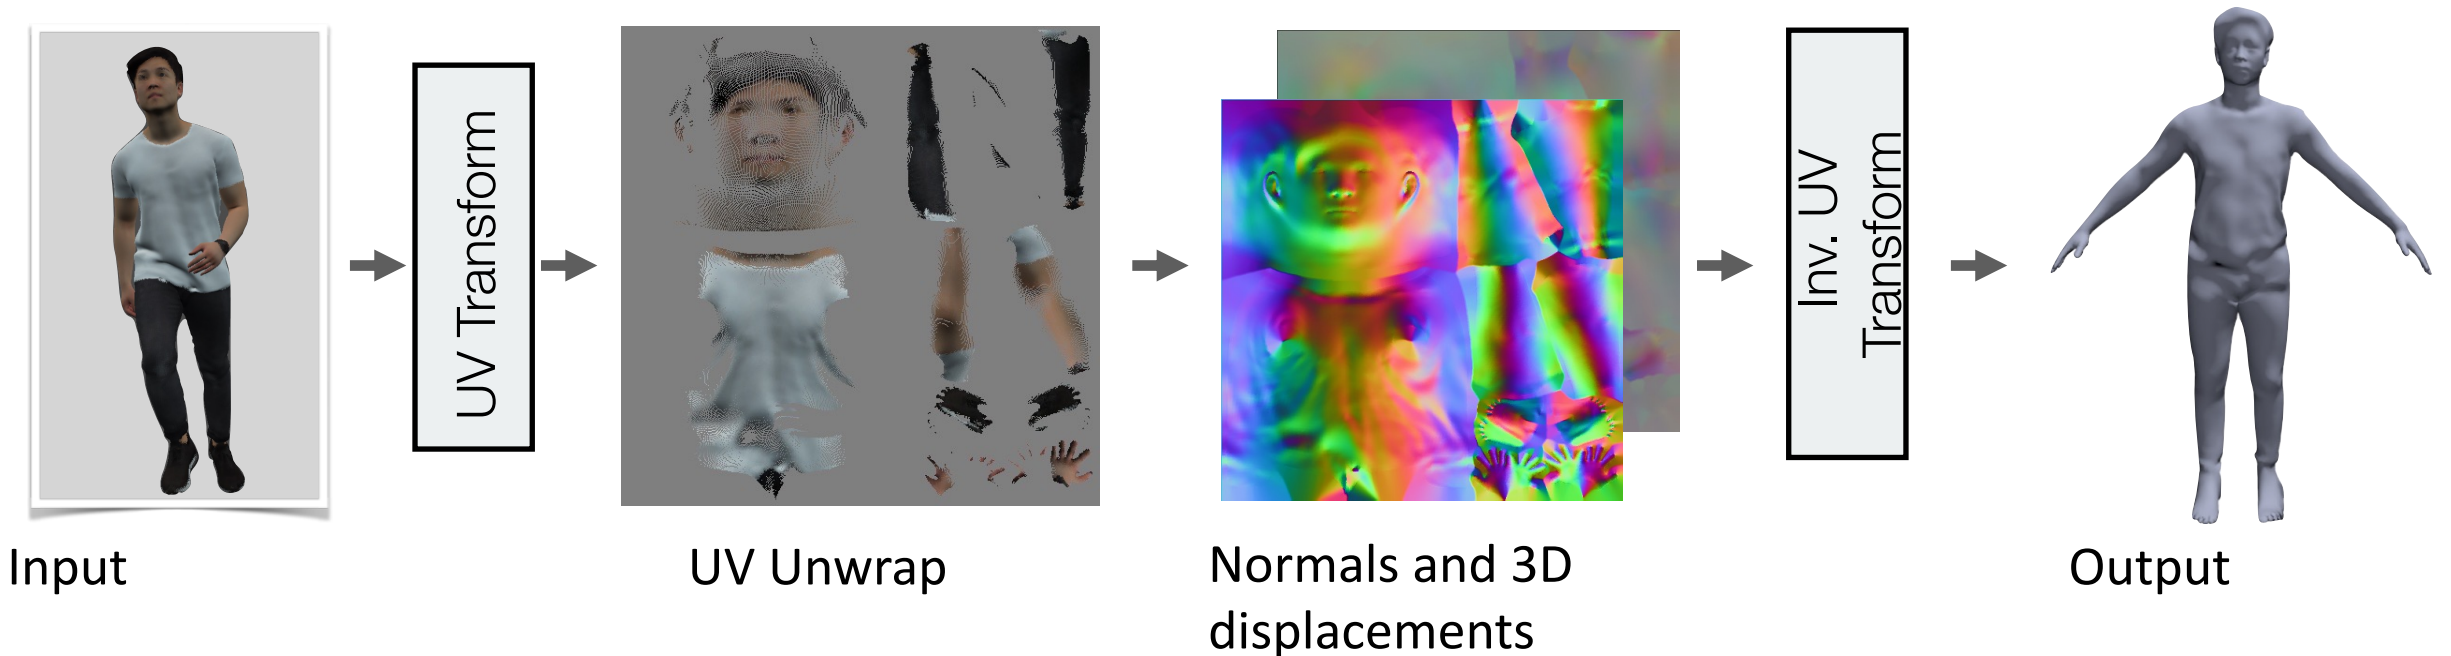 UV Transform
Inv. UV
Transform
Input
UV Unwrap
Normals and 3D
displacements
Output